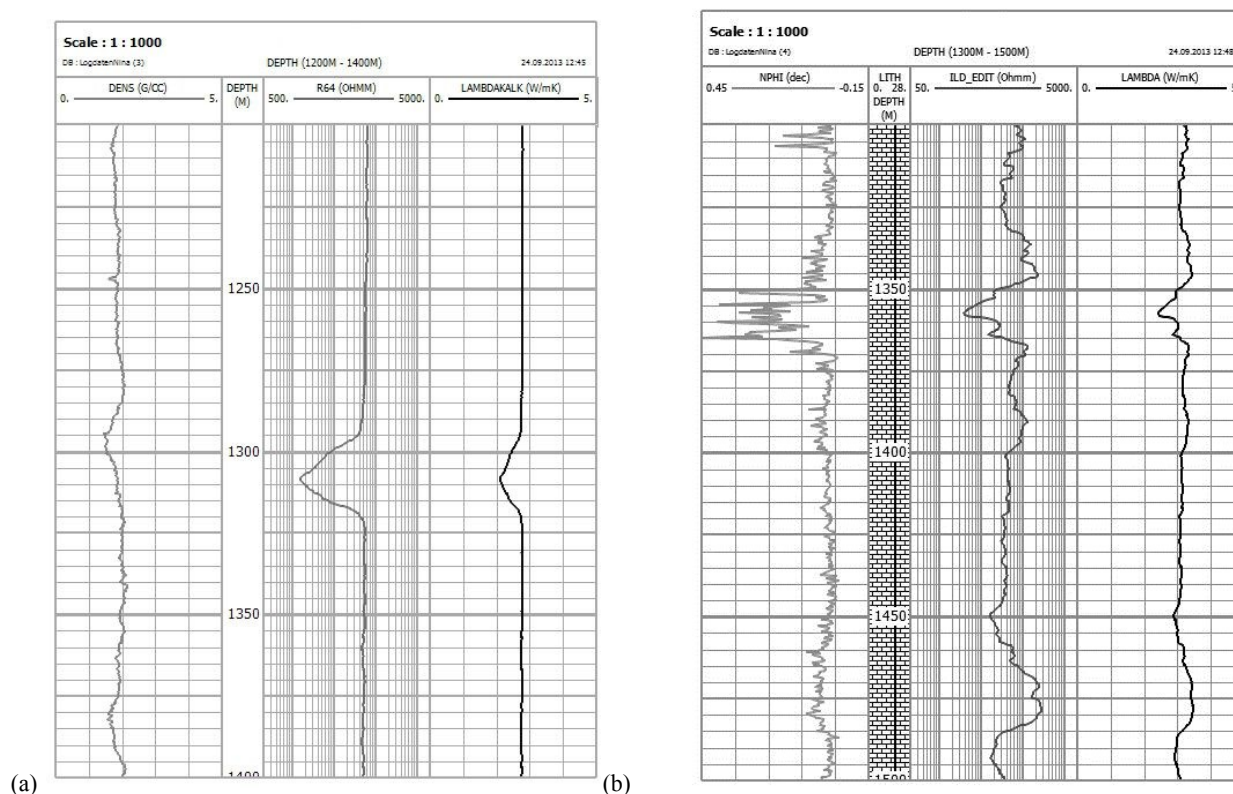 Scale : 1 : 1000
DB : LogdatenNina (3) DEPTH (1200M - 1400M) 24.09.2013 12:45
DENS (G/CC) DEPTH (M) R64 (OHMM) LAMBDAKALK (W/mK)
0. 5. 500. 5000. 0. 5.
1250
1300
1350
1400
(a)
Scale : 1 : 1000
DB : LogdatenNina (4) DEPTH (1300M - 1500M) 24.09.2013 12:48
NPHI (dec) LITH ILD_EDIT (Ohmm) LAMBDA (W/mK)
0.45 -0.15 0. 28. 50. 5000. 0. 5
DEPTH
(M)
1350
1400
1450
1500
(b)